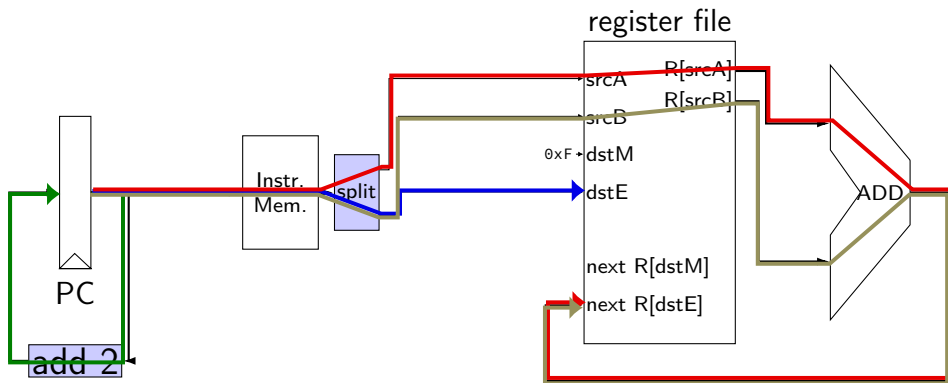 register file
srcA
R[srcA]
srcB
R[srcB]
0xF
dstM
dstE
next R[dstM]
next R[dstE]
Instr.
Mem.
split
ADD
PC
add 2